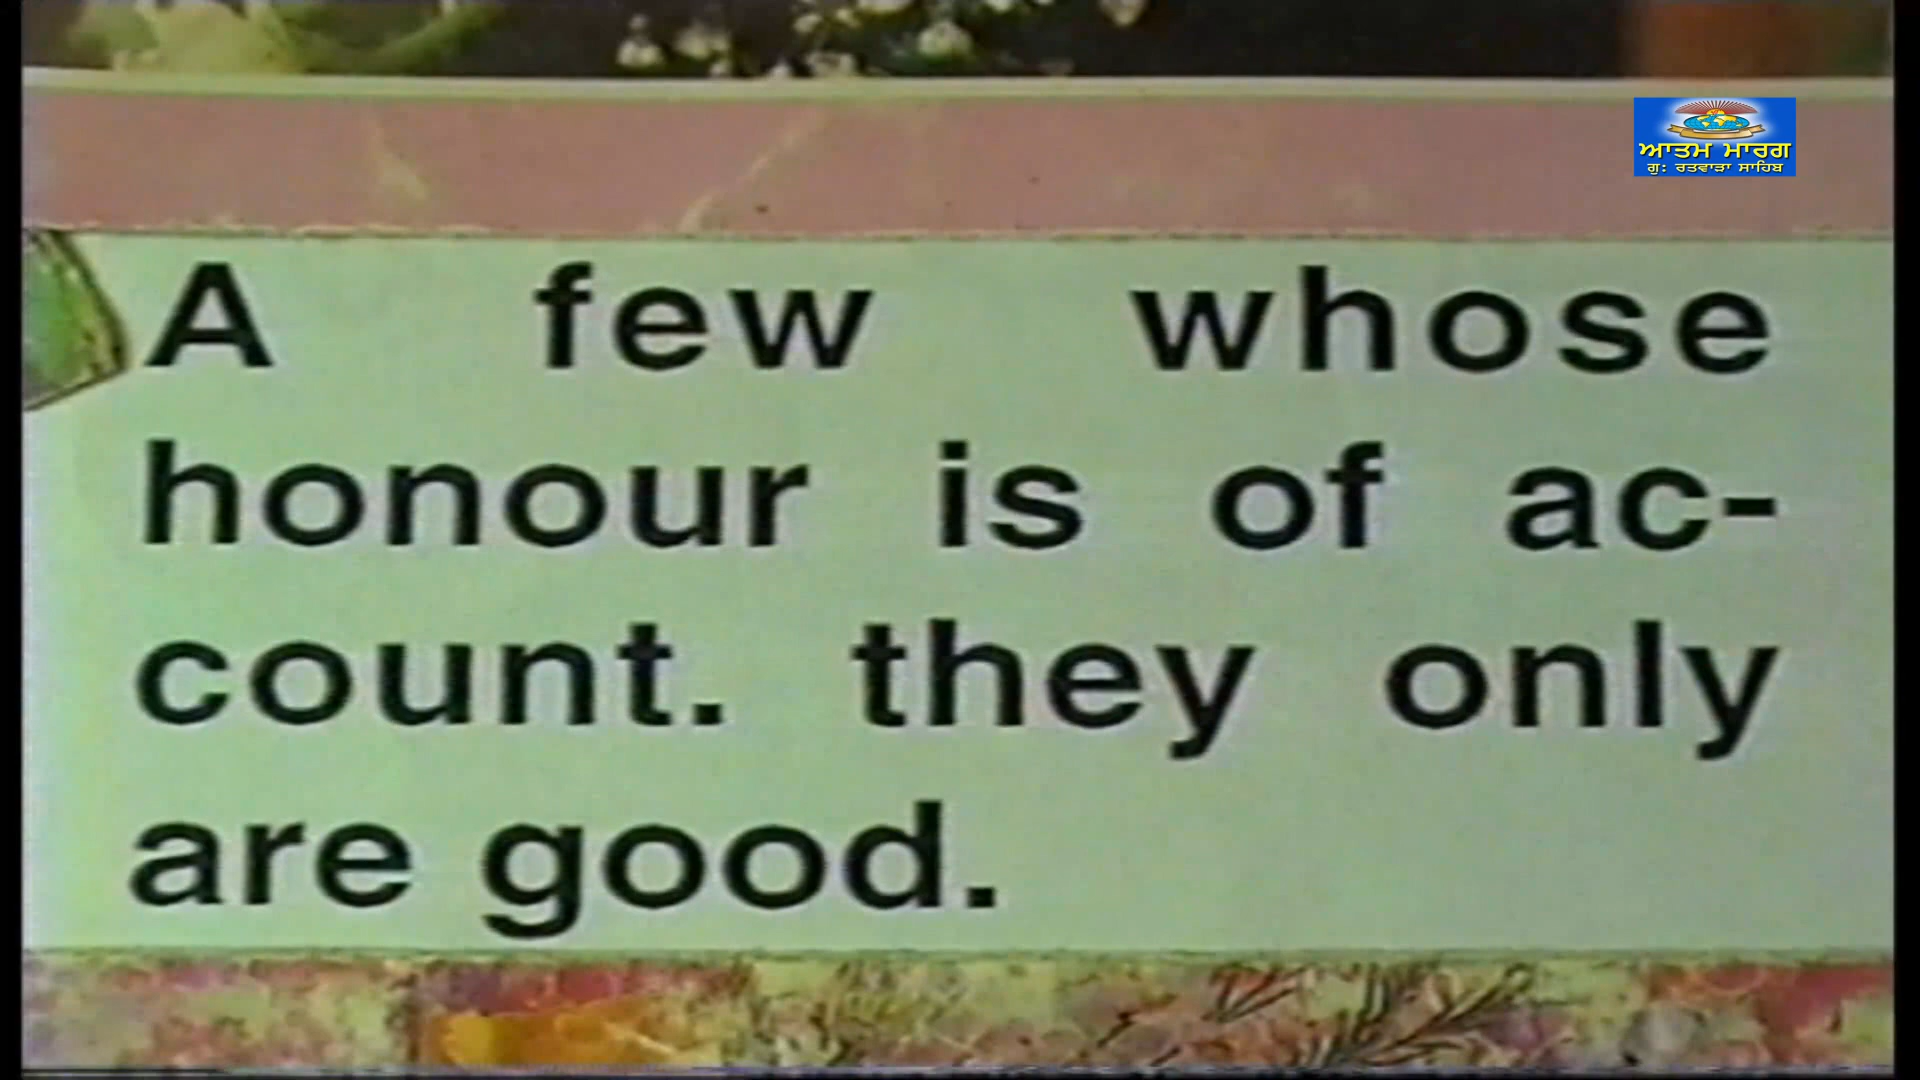 ਆਤਮ ਮਾਰਗ
ਗੁ: ਰਤਵਾੜਾ ਸਾਹਿਬ
A few whose
honour is of ac-
count. they only
are good.